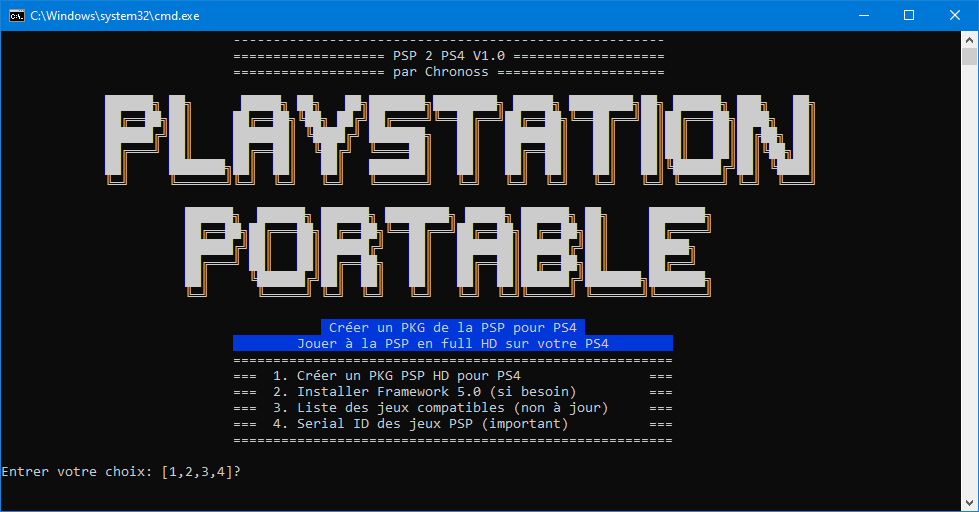 C:\Windows\system32\cmd.exe
------------------------------------------------------
=================== PSP 2 PS4 V1.0 ===================
=================== par Chronoss =====================
PLAYSTATION
PORTABLE
Créer un PKG de la PSP pour PS4
Jouer à la PSP en full HD sur votre PS4
=======================================================
===  1. Créer un PKG PSP HD pour PS4                ===
===  2. Installer Framework 5.0 (si besoin)         ===
===  3. Liste des jeux compatibles (non à jour)     ===
===  4. Serial ID des jeux PSP (important)          ===
=======================================================
Entrer votre choix: [1,2,3,4]?